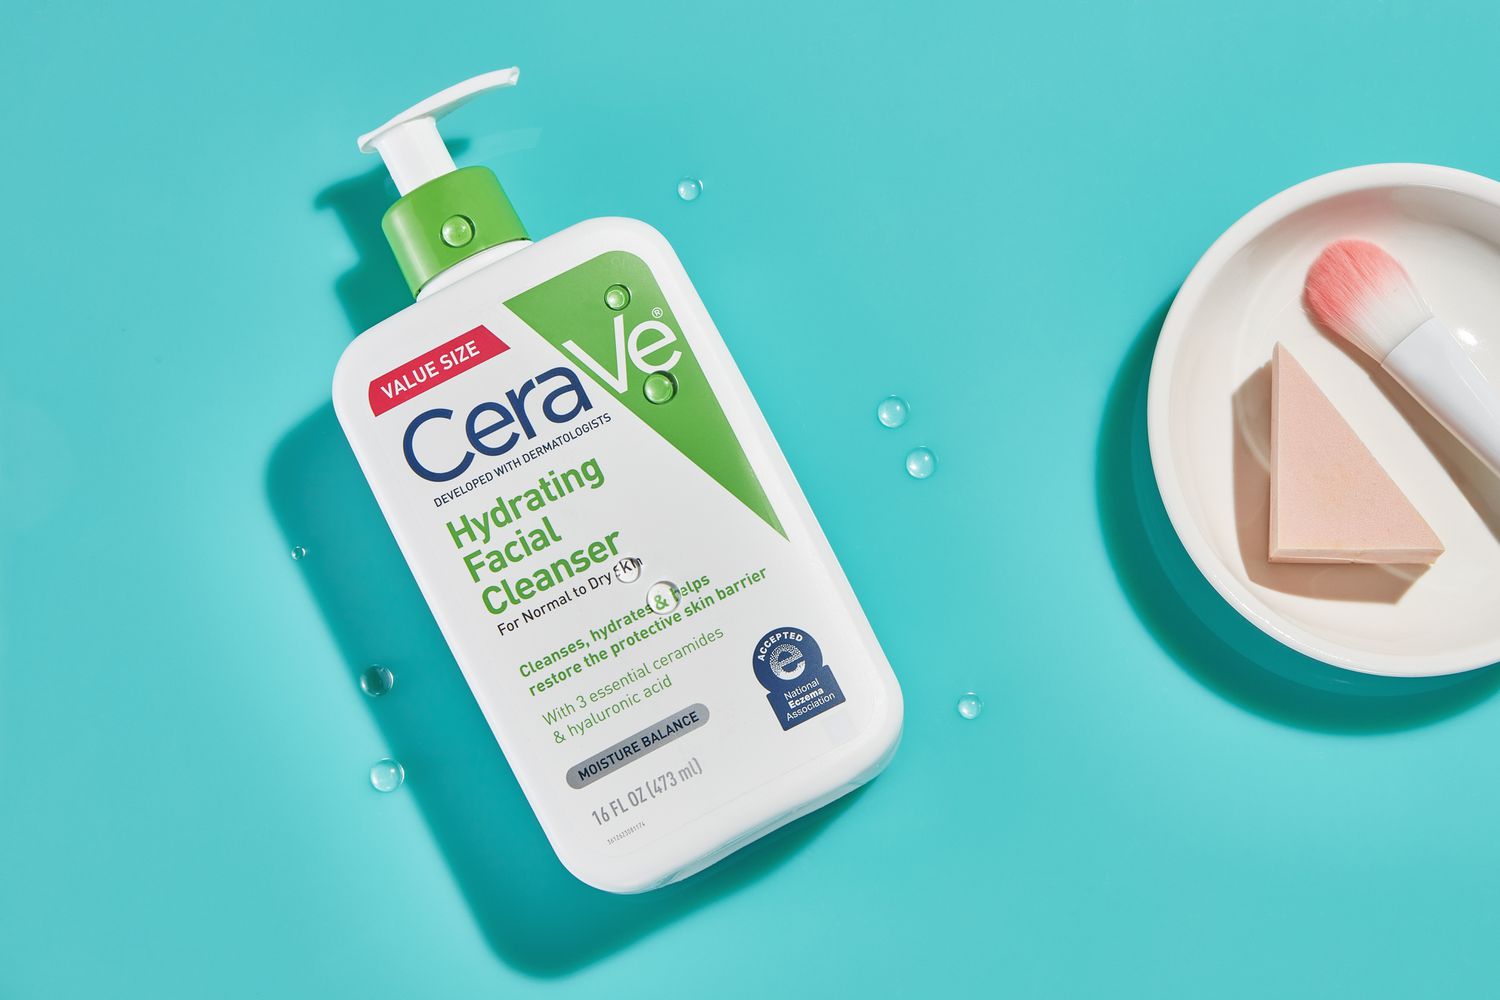 VALUE SIZE
CeraVe®
DEVELOPED WITH DERMATOLOGISTS
Hydrating
Facial
Cleanser
For Normal to Dry Skin
Cleanses, hydrates & helps
restore the protective skin barrier
With 3 essential ceramides
& hyaluronic acid
ACCEPTED
e
National
Eczema
Association
MOISTURE BALANCE
16 FL OZ (473 ml)